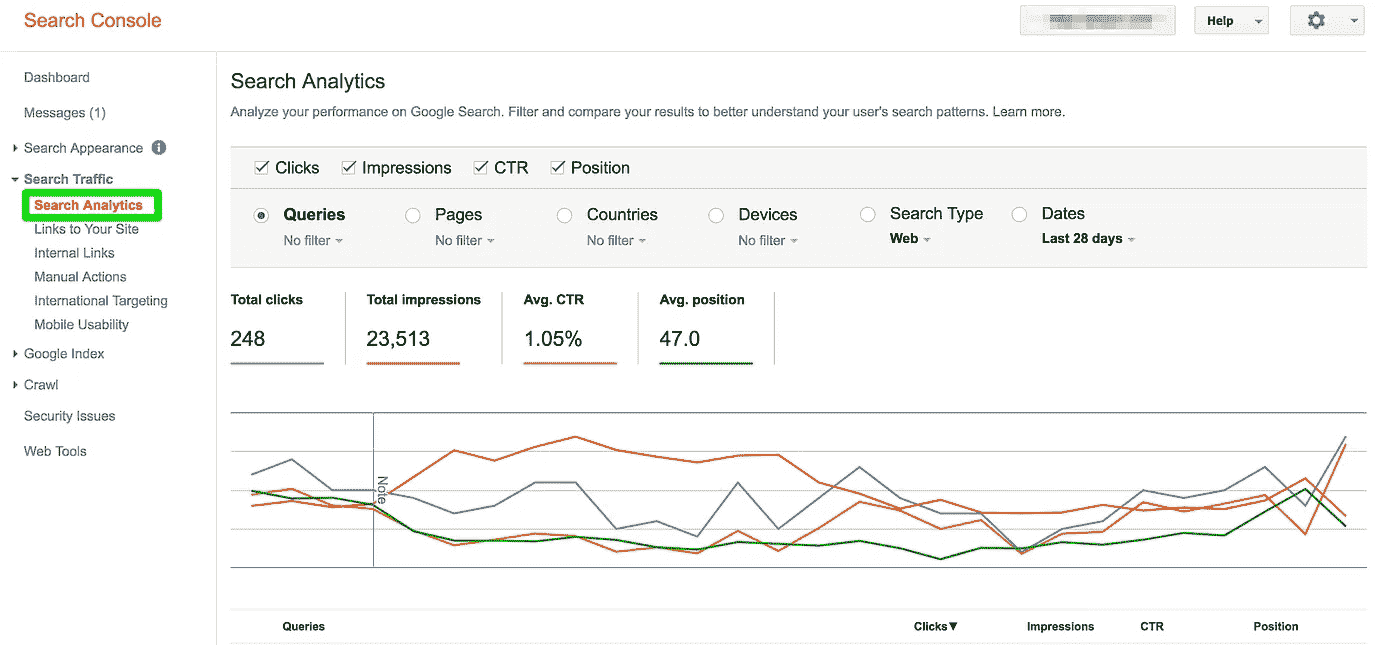 Search Console
Help
Dashboard
Messages (1)
Search Appearance
Search Traffic
Search Analytics
Links to Your Site
Internal Links
Manual Actions
International Targeting
Mobile Usability
Google Index
Crawl
Security Issues
Web Tools
Search Analytics
Analyze your performance on Google Search. Filter and compare your results to better understand your user's search patterns. Learn more.
Clicks Impressions CTR Position
Queries Pages Countries Devices Search Type Dates
No filter No filter No filter No filter Web Last 28 days
Total clicks Total impressions Avg. CTR Avg. position
248 23,513 1.05% 47.0
Note
Queries Clicks▼ Impressions CTR Position